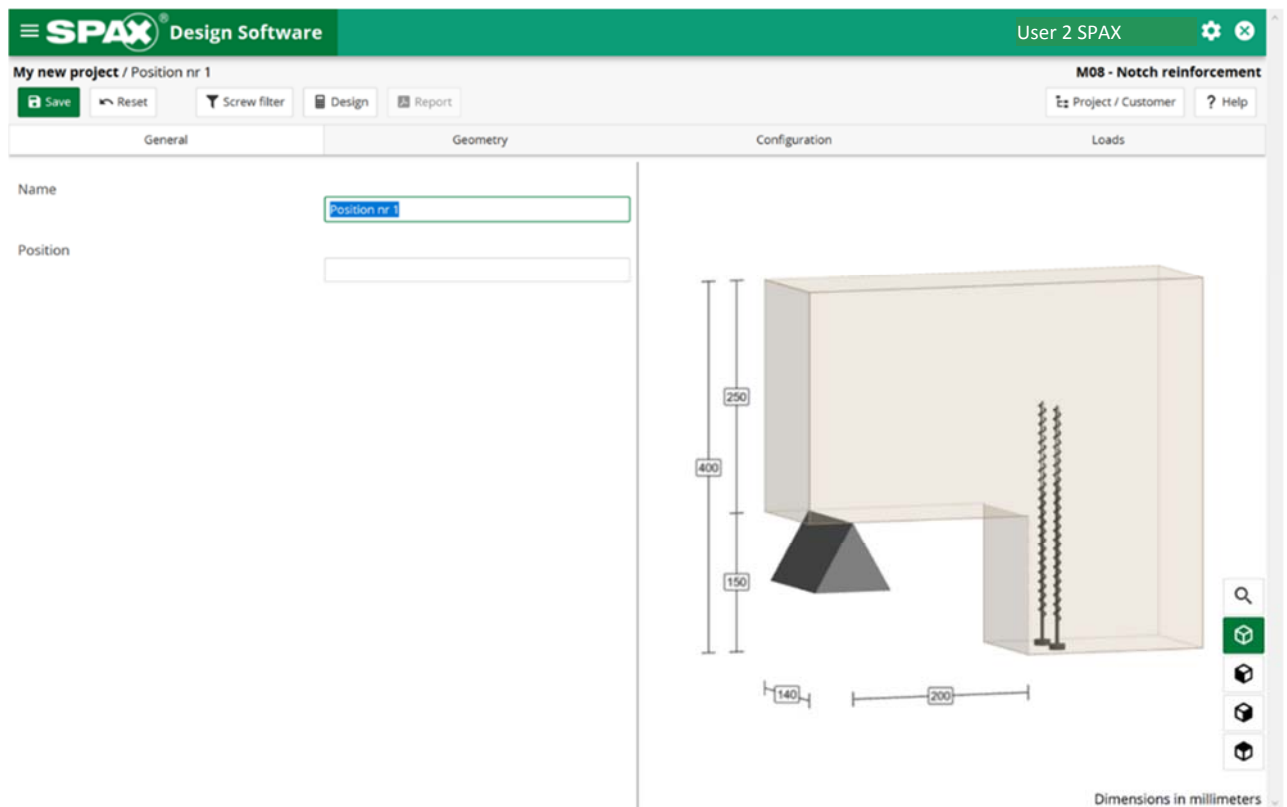 SPAX® Design Software
User 2 SPAX
My new project / Position nr 1
M08 - Notch reinforcement
Save
Reset
Screw filter
Design
Report
Project / Customer
? Help
General
Geometry
Configuration
Loads
Name
Position nr 1
Position
250
400
150
140
200
Dimensions in millimeters